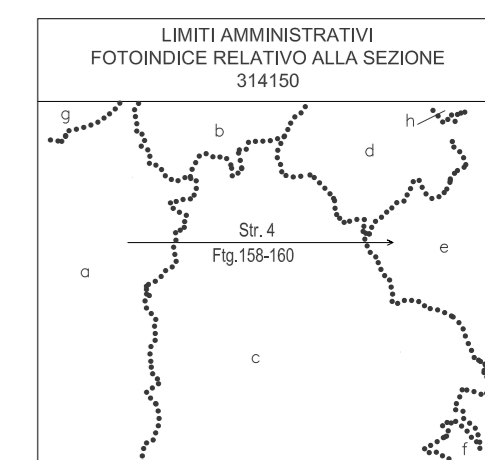 LIMITI AMMINISTRATIVI
FOTOINDICE RELATIVO ALLA SEZIONE
314150
g
b
h
d
Str. 4
Ftg.158-160
e
a
c
f